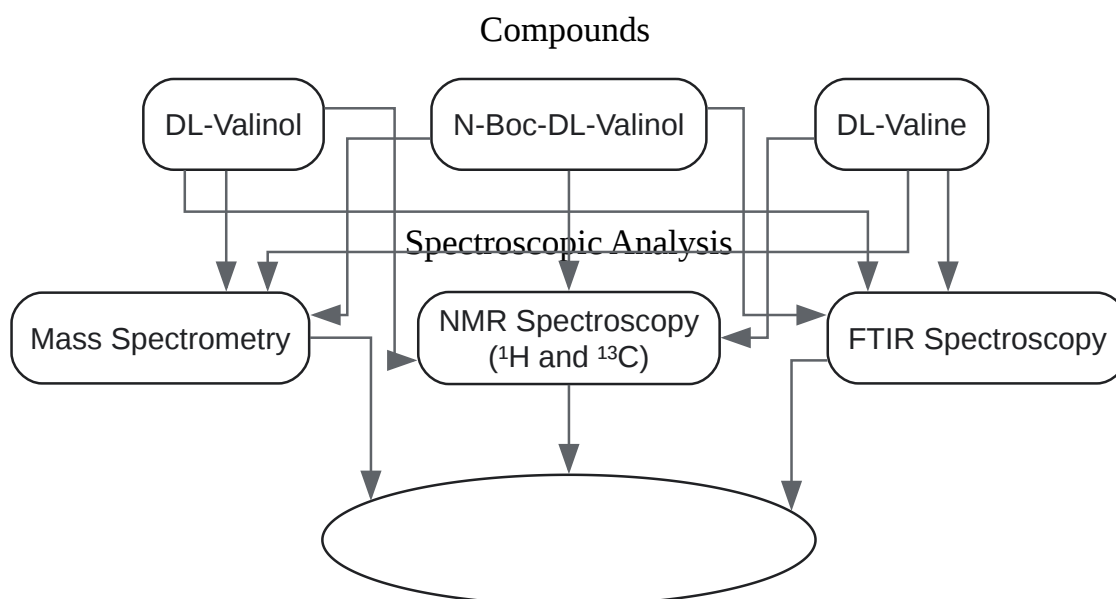 Compounds
DL-Valinol
N-Boc-DL-Valinol
DL-Valine
Spectroscopic Analysis
Mass Spectrometry
NMR Spectroscopy
(¹H and ¹³C)
FTIR Spectroscopy